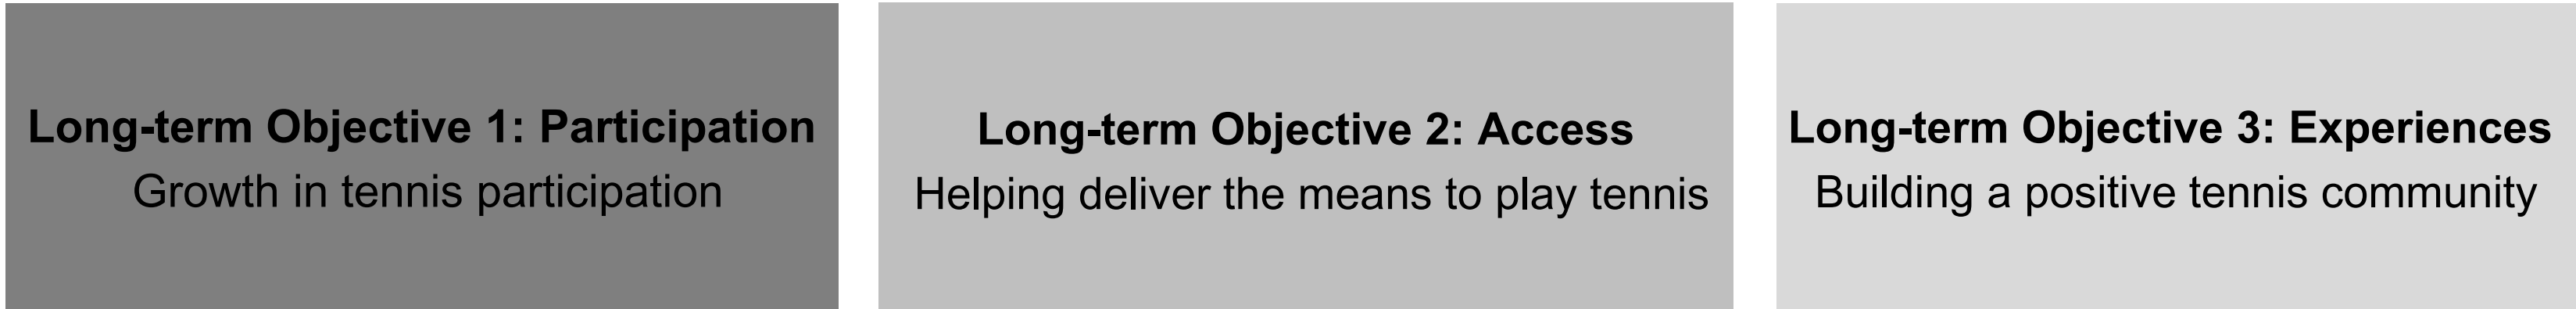 Long-term Objective 1: Participation
Growth in tennis participation
Long-term Objective 2: Access
Helping deliver the means to play tennis
Long-term Objective 3: Experiences
Building a positive tennis community